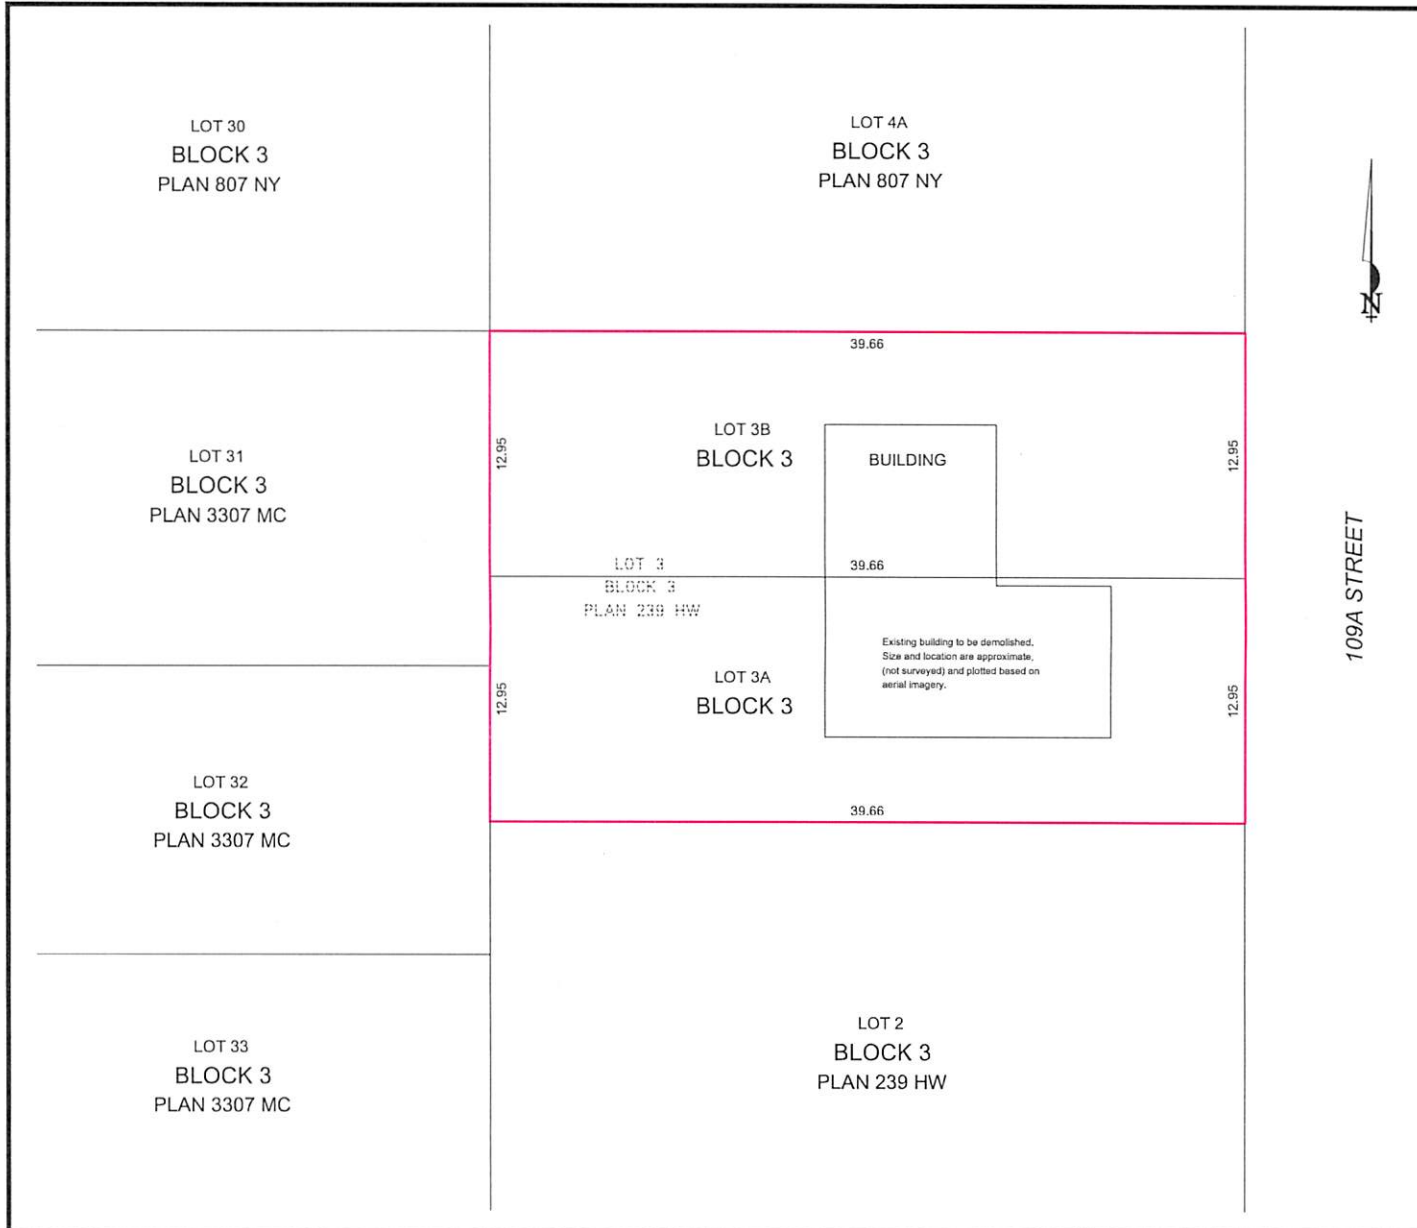 LOT 30
BLOCK 3
PLAN 807 NY
LOT 4A
BLOCK 3
PLAN 807 NY
N
39.66
LOT 31
BLOCK 3
PLAN 3307 MC
12.95
LOT 3B
BLOCK 3
BUILDING
12.95
109A STREET
LOT 3
BLOCK 3
PLAN 239 HW
39.66
Existing building to be demolished.
Size and location are approximate,
(not surveyed) and plotted based on
aerial imagery.
12.95
LOT 3A
BLOCK 3
12.95
39.66
LOT 32
BLOCK 3
PLAN 3307 MC
LOT 33
BLOCK 3
PLAN 3307 MC
LOT 2
BLOCK 3
PLAN 239 HW